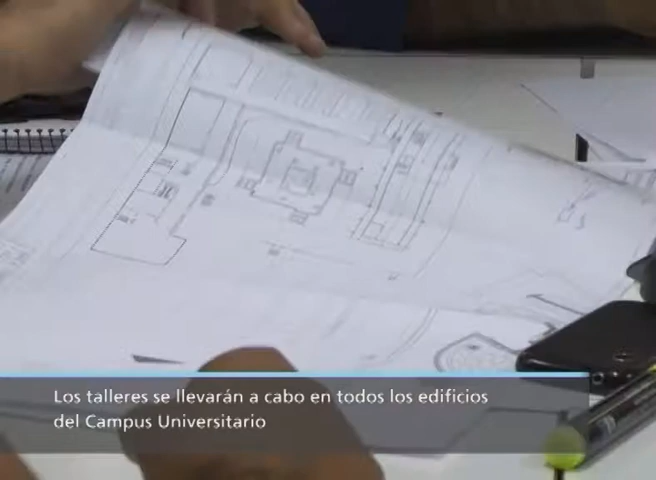 Los talleres se llevarán a cabo en todos los edificios
del Campus Universitario